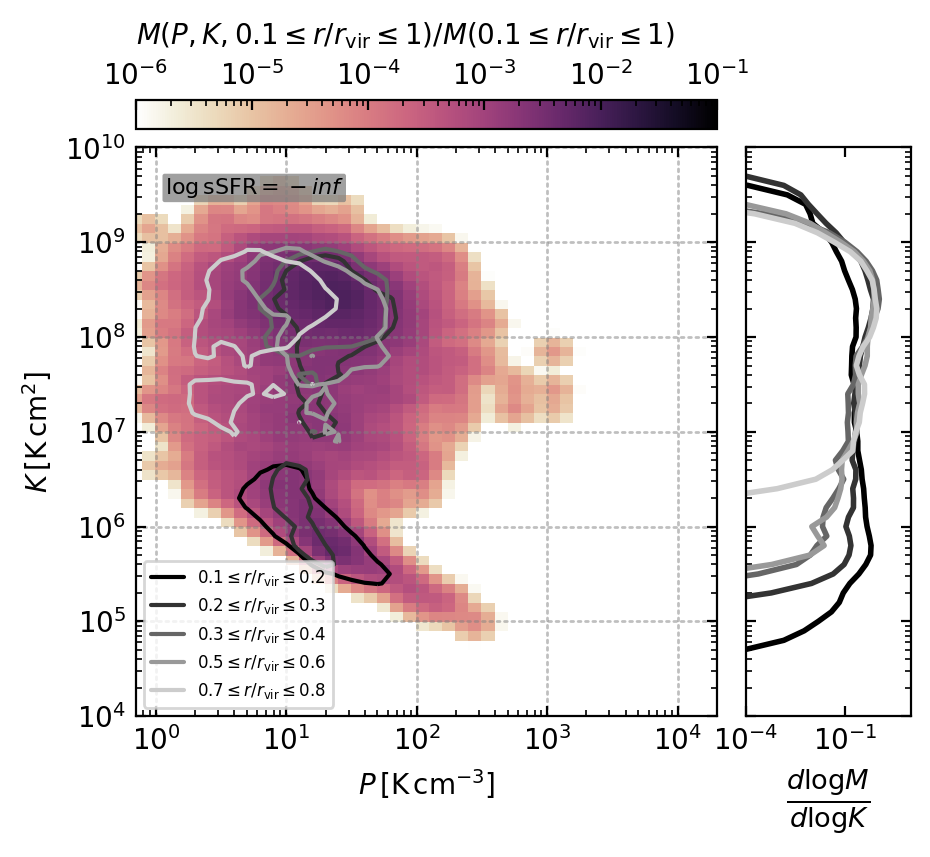 M(P, K, 0.1 ≤ r/r_vir ≤ 1)/M(0.1 ≤ r/r_vir ≤ 1)
10^−6 10^−5 10^−4 10^−3 10^−2 10^−1
log sSFR = −inf
10^10
10^9
10^8
10^7
10^6
10^5
10^4
K [K cm^2]
0.1 ≤ r/r_vir ≤ 0.2
0.2 ≤ r/r_vir ≤ 0.3
0.3 ≤ r/r_vir ≤ 0.4
0.5 ≤ r/r_vir ≤ 0.6
0.7 ≤ r/r_vir ≤ 0.8
10^0 10^1 10^2 10^3 10^4
P [K cm^−3]
10^−4 10^−1
dlogM
dlogK